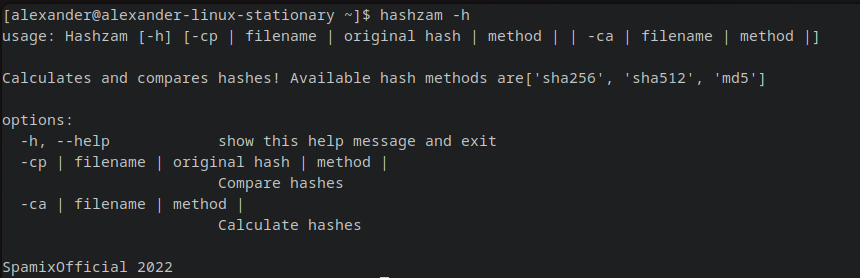 [alexander@alexander-linux-stationary ~]$ hashzam -h
usage: Hashzam [-h] [-cp | filename | original hash | method | | -ca | filename | method |]
Calculates and compares hashes! Available hash methods are['sha256', 'sha512', 'md5']
options:
-h, --help show this help message and exit
-cp | filename | original hash | method |
Compare hashes
-ca | filename | method |
Calculate hashes
SpamixOfficial 2022